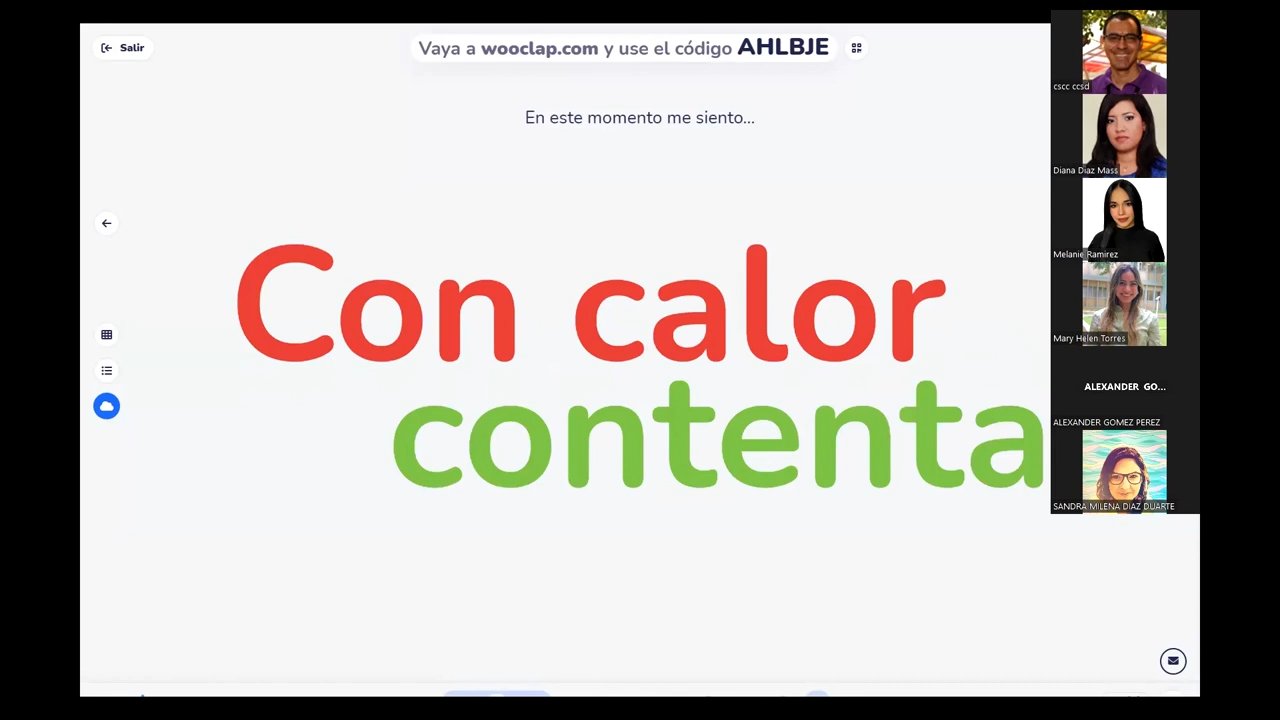 Salir
Vaya a wooclap.com y use el código AHLBJE
En este momento me siento...
Con calor
contenta
cscc ccsd
Diana Diaz Mass
Melanie Ramirez
Mary Helen Torres
ALEXANDER GO...
ALEXANDER GOMEZ PEREZ
SANDRA MILENA DIAZ DUARTE